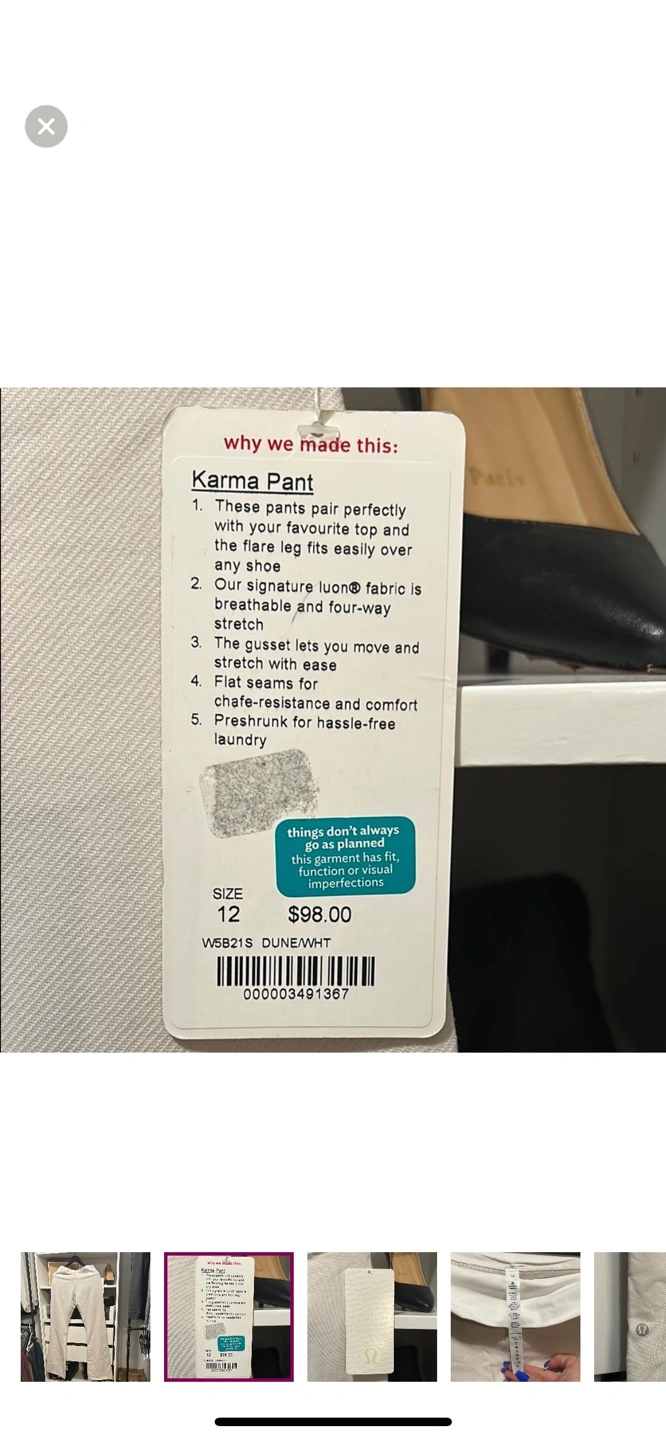 why we made this:
Karma Pant
1. These pants pair perfectly
with your favourite top and
the flare leg fits easily over
any shoe
2. Our signature luon® fabric is
breathable and four-way
stretch
3. The gusset lets you move and
stretch with ease
4. Flat seams for
chafe-resistance and comfort
5. Preshrunk for hassle-free
laundry
things don't always
go as planned
this garment has fit,
function or visual
imperfections
SIZE
12 $98.00
W5B21S DUNE/WHT
000003491367
Paris